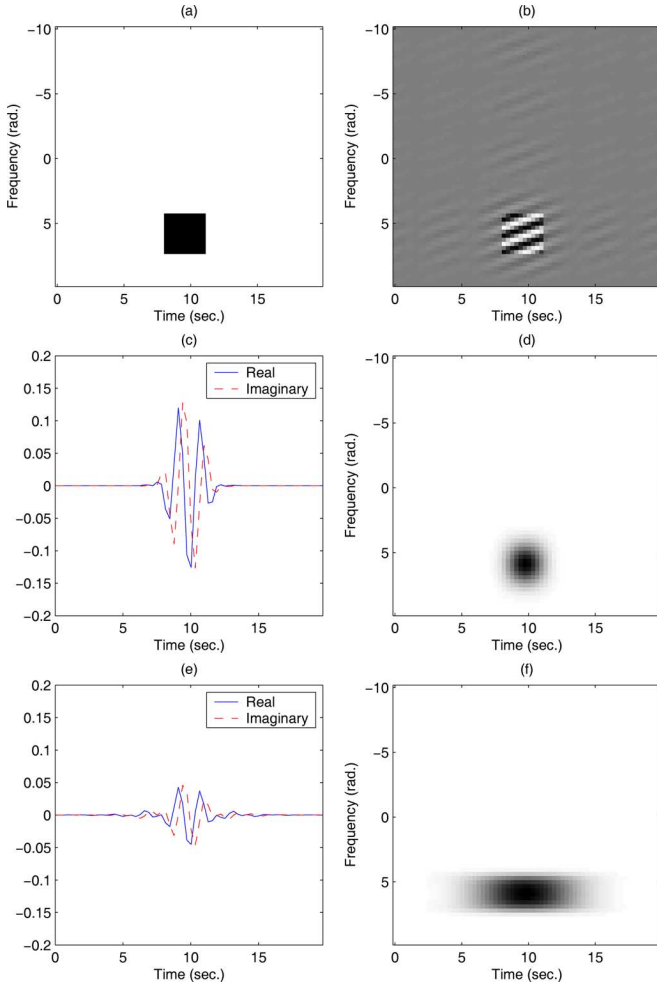 (a)
−10
−5
0
5
Frequency (rad.)
0 5 10 15
Time (sec.)
(b)
−10
−5
0
5
Frequency (rad.)
0 5 10 15
Time (sec.)
(c)
0.2
0.15
0.1
0.05
0
−0.05
−0.1
−0.15
−0.2
Real
Imaginary
0 5 10 15
Time (sec.)
(d)
−10
−5
0
5
Frequency (rad.)
0 5 10 15
Time (sec.)
(e)
0.2
0.15
0.1
0.05
0
−0.05
−0.1
−0.15
−0.2
Real
Imaginary
0 5 10 15
Time (sec.)
(f)
−10
−5
0
5
Frequency (rad.)
0 5 10 15
Time (sec.)